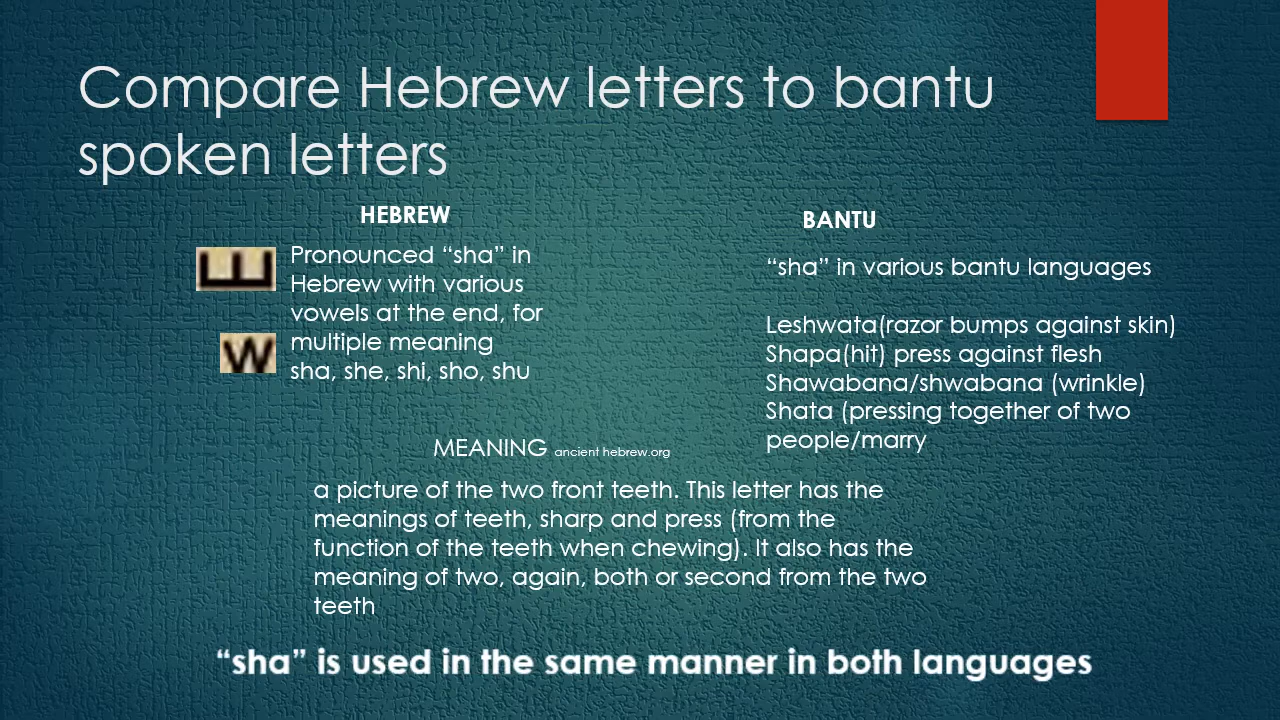 Compare Hebrew letters to bantu
spoken letters
HEBREW
Pronounced “sha” in
Hebrew with various
vowels at the end, for
multiple meaning
sha, she, shi, sho, shu
BANTU
“sha” in various bantu languages
Leshwata(razor bumps against skin)
Shapa(hit) press against flesh
Shawabana/shwabana (wrinkle)
Shata (pressing together of two
people/marry
MEANING ancient hebrew.org
a picture of the two front teeth. This letter has the
meanings of teeth, sharp and press (from the
function of the teeth when chewing). It also has the
meaning of two, again, both or second from the two
teeth
“sha” is used in the same manner in both languages